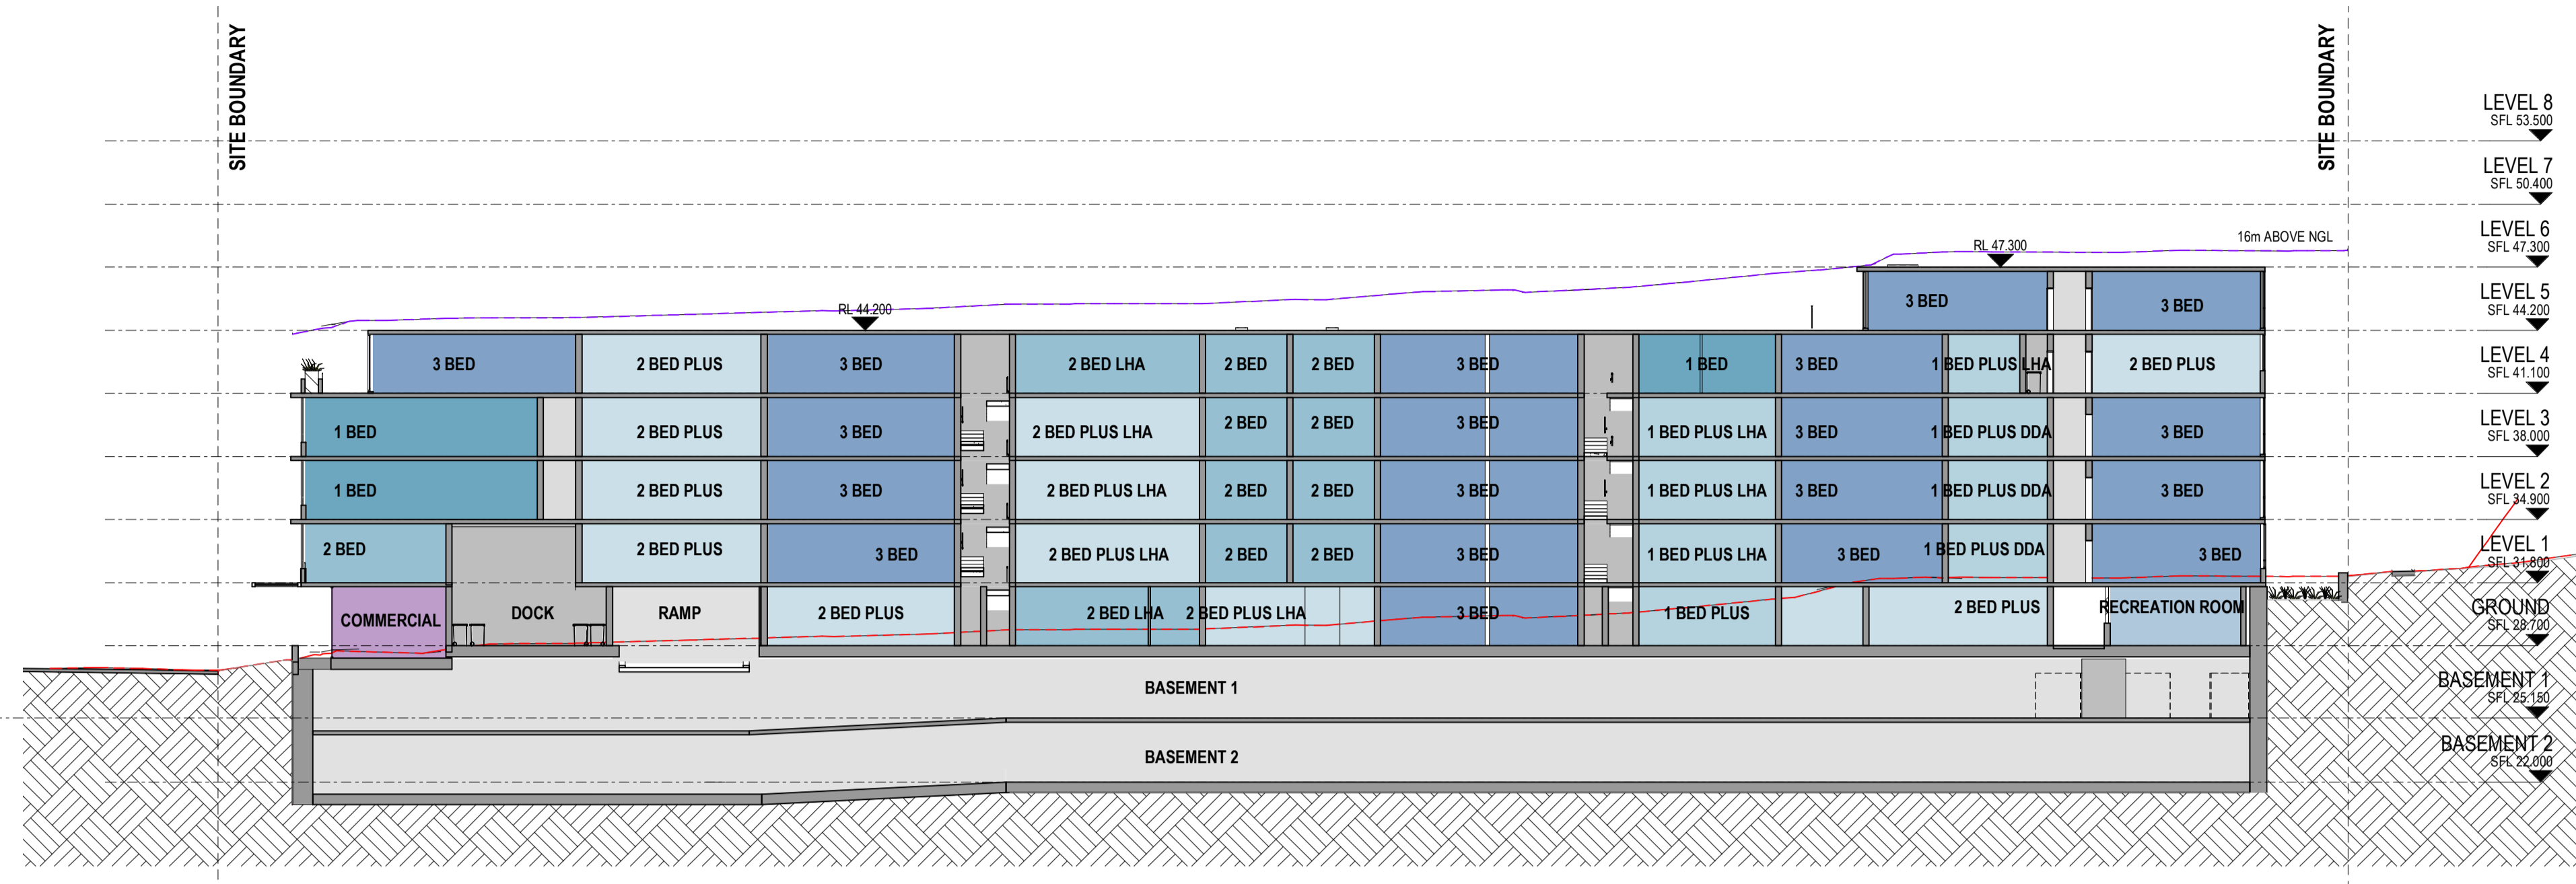 SITE BOUNDARY
SITE BOUNDARY
LEVEL 8
SFL 53.500
LEVEL 7
SFL 50.400
LEVEL 6
SFL 47.300
16m ABOVE NGL
RL 47.300
LEVEL 5
SFL 44.200
RL 44.200
3 BED
3 BED
LEVEL 4
SFL 41.100
3 BED
2 BED PLUS
3 BED
2 BED LHA
2 BED
2 BED
3 BED
1 BED
3 BED
1 BED PLUS LHA
2 BED PLUS
LEVEL 3
SFL 38.000
1 BED
2 BED PLUS
3 BED
2 BED PLUS LHA
2 BED
2 BED
3 BED
1 BED PLUS LHA
3 BED
1 BED PLUS DDA
3 BED
LEVEL 2
SFL 34.900
1 BED
2 BED PLUS
3 BED
2 BED PLUS LHA
2 BED
2 BED
3 BED
1 BED PLUS LHA
3 BED
1 BED PLUS DDA
3 BED
LEVEL 1
SFL 31.800
2 BED
2 BED PLUS
3 BED
2 BED PLUS LHA
2 BED
2 BED
3 BED
1 BED PLUS LHA
3 BED
1 BED PLUS DDA
3 BED
GROUND
SFL 28.700
COMMERCIAL
DOCK
RAMP
2 BED PLUS
2 BED LHA
2 BED PLUS LHA
3 BED
1 BED PLUS
2 BED PLUS
RECREATION ROOM
BASEMENT 1
SFL 25.150
BASEMENT 1
BASEMENT 2
SFL 22.000
BASEMENT 2